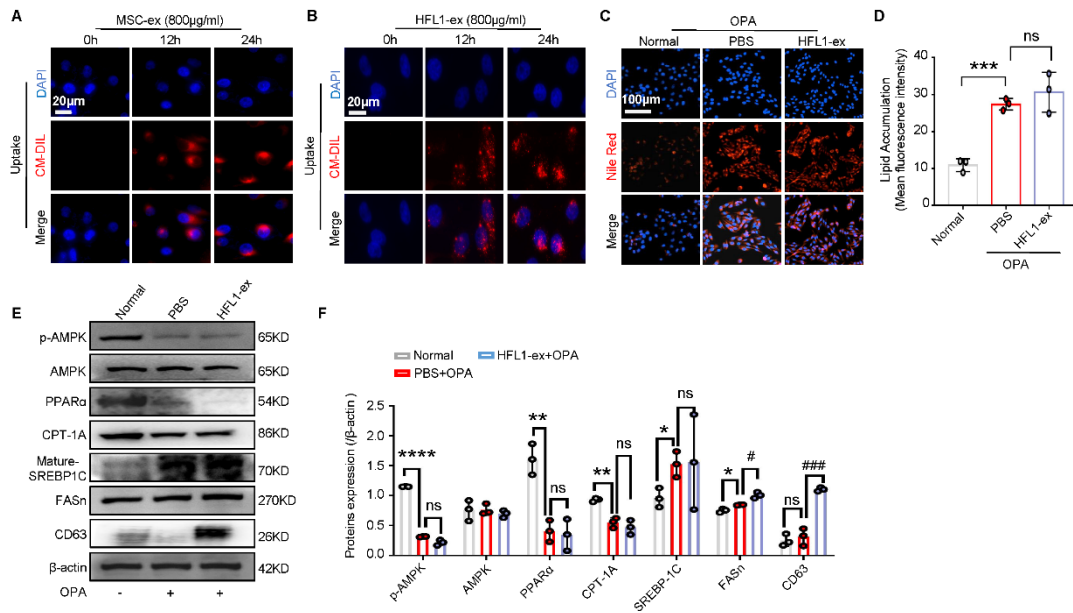 A
MSC-ex (800μg/ml)
0h 12h 24h
Uptake
DAPI
20μm
CM-DIL
Merge
B
HFL1-ex (800μg/ml)
0h 12h 24h
Uptake
DAPI
20μm
CM-DIL
Merge
C
OPA
Normal PBS HFL1-ex
DAPI
100μm
Nile Red
Merge
D
Lipid Accumulation
(Mean fluorescence intensity)
40
30
20
10
0
***
ns
Normal PBS HFL1-ex
OPA
E
Normal PBS HFL1-ex
p-AMPK 65KD
AMPK 65KD
PPARα 54KD
CPT-1A 86KD
Mature-
SREBP1C 70KD
FASn 270KD
CD63 26KD
β-actin 42KD
OPA - + +
F
Normal HFL1-ex+OPA
PBS+OPA
Proteins expression (/β-actin)
2.5
2.0
1.5
1.0
0.5
0.0
**** ns
** ns
** ns
* ns
* #
ns ###
p-AMPK AMPK PPARα CPT-1A SREBP-1C FASn CD63